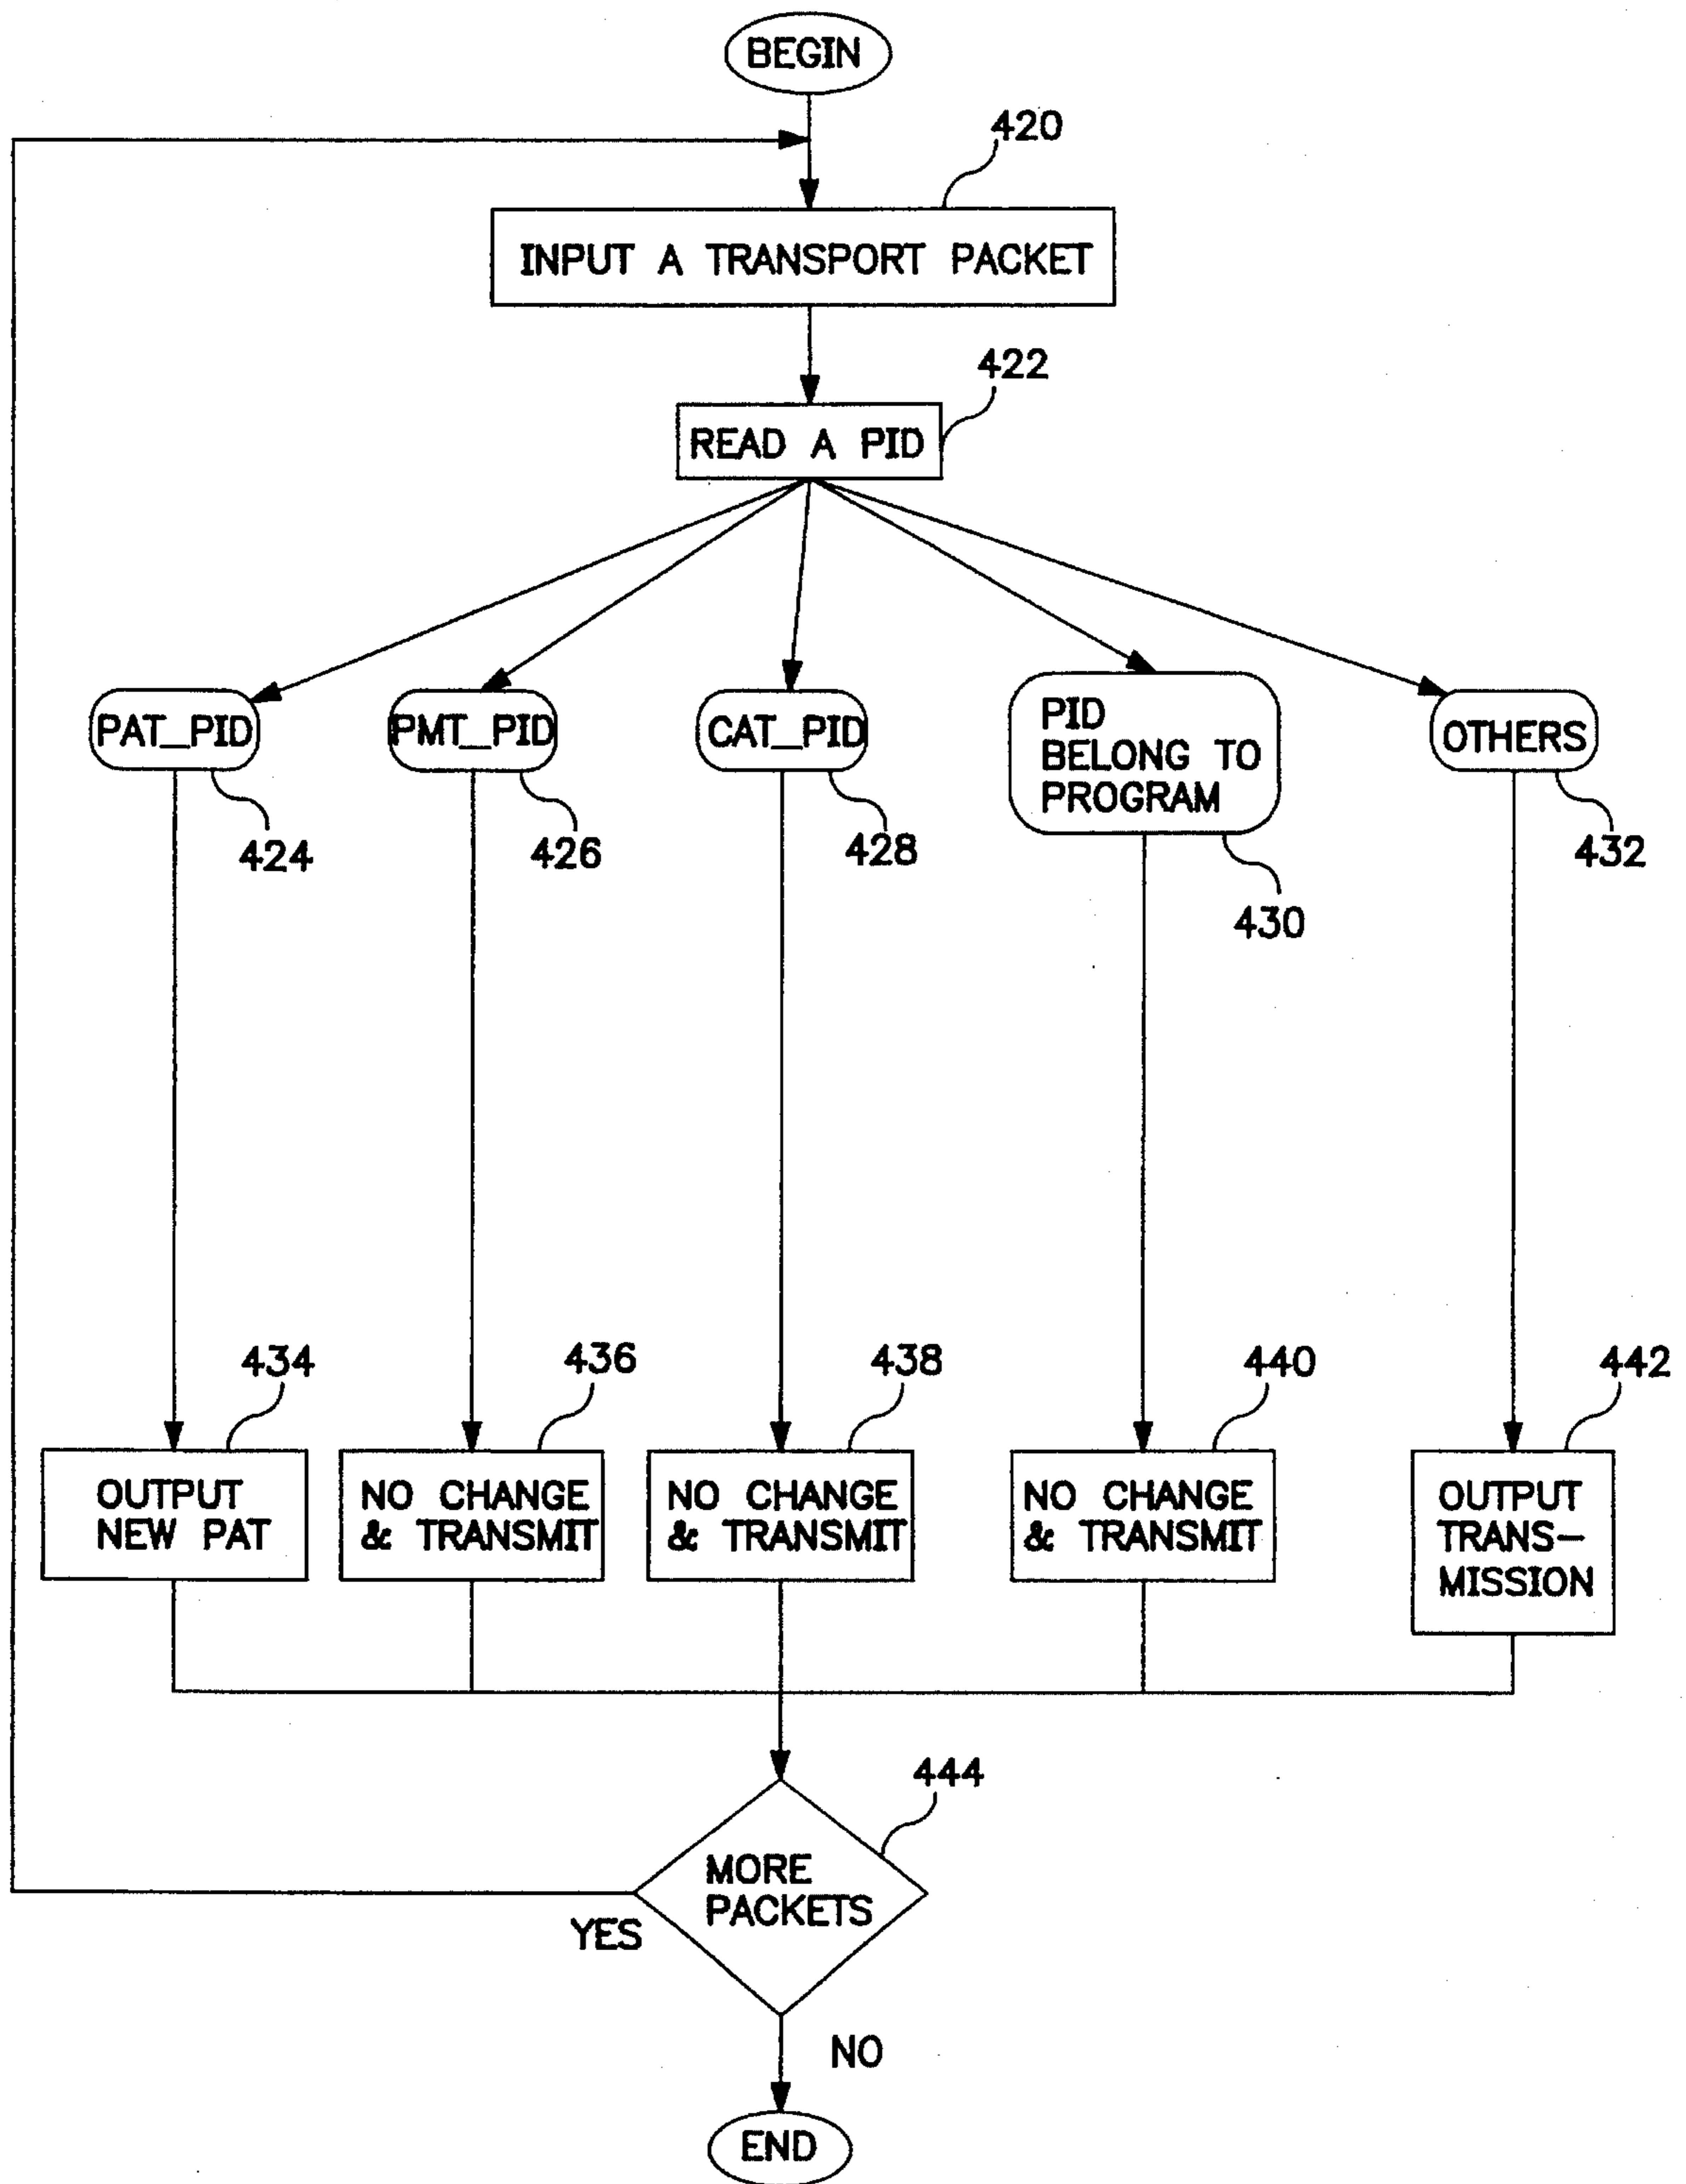 BEGIN
420
INPUT A TRANSPORT PACKET
422
READ A PID
PAT_PID
PMT_PID
CAT_PID
PID
BELONG TO
PROGRAM
OTHERS
424
426
428
430
432
434
436
438
440
442
OUTPUT
NEW PAT
NO CHANGE
& TRANSMIT
NO CHANGE
& TRANSMIT
NO CHANGE
& TRANSMIT
OUTPUT
TRANS-
MISSION
444
MORE
PACKETS
YES
NO
END